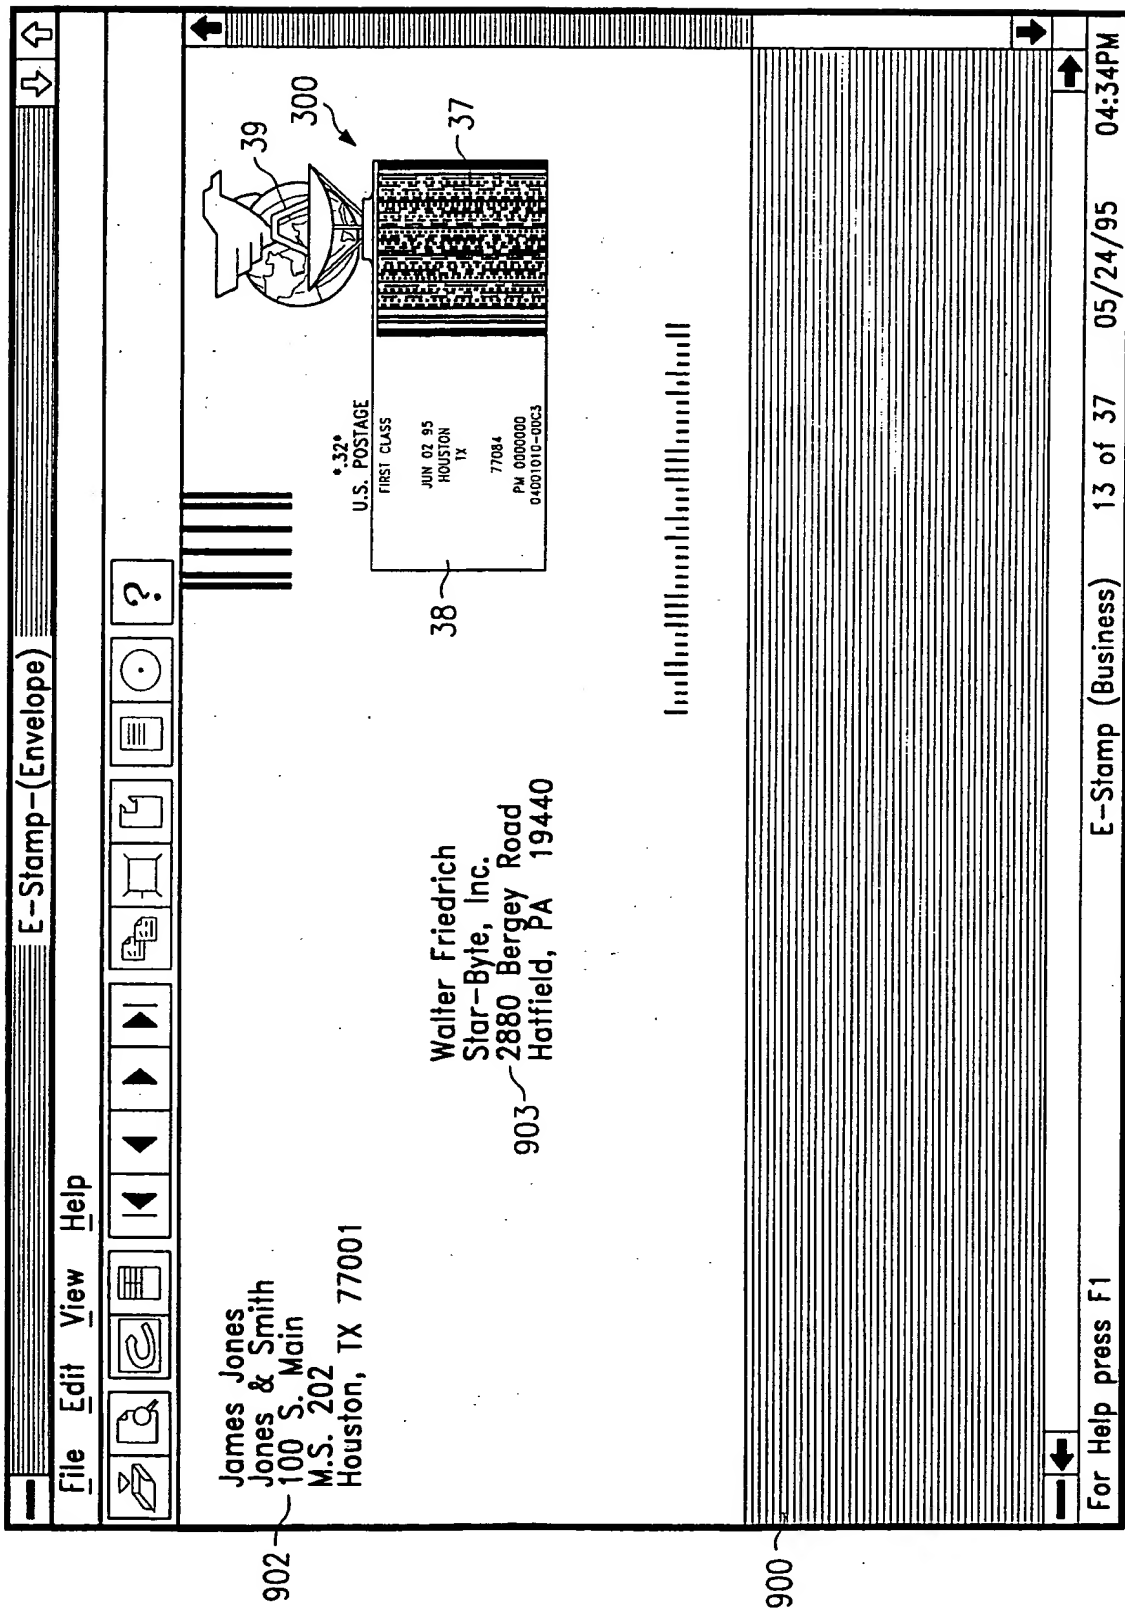 E-Stamp-(Envelope)
File Edit View Help
?
James Jones
Jones & Smith
100 S. Main
M.S. 202
Houston, TX 77001
902
*.32*
U.S. POSTAGE
FIRST CLASS
JUN 02 95
HOUSTON
TX
77084
PM 0000000
04001010-0DC3
38
39
300
37
Walter Friedrich
Star-Byte, Inc.
2880 Bergey Road
Hatfield, PA 19440
903
900
For Help press F1 E-Stamp (Business) 13 of 37 05/24/95 04:34PM